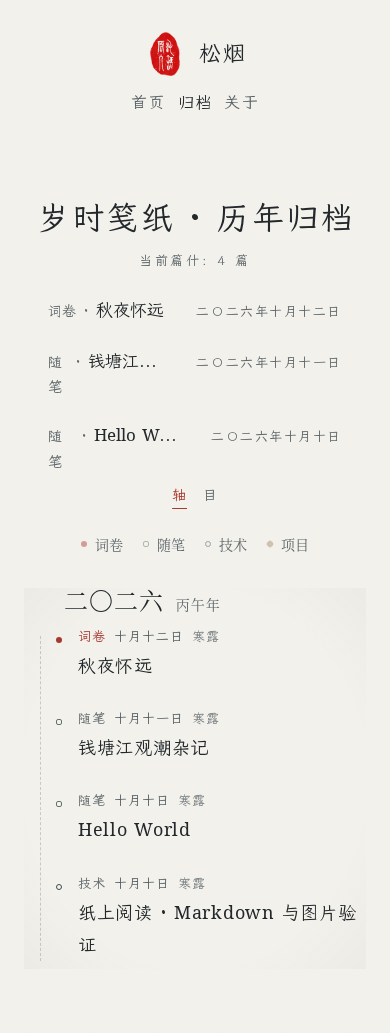 松烟
首页 归档 关于
岁时笺纸·历年归档
当前篇什: 4 篇
词卷 · 秋夜怀远 二〇二六年十月十二日
随笔 · 钱塘江… 二〇二六年十月十一日
随笔 · Hello W… 二〇二六年十月十日
轴 目
词卷 随笔 技术 项目
二〇二六 丙午年
词卷 十月十二日 寒露
秋夜怀远
随笔 十月十一日 寒露
钱塘江观潮杂记
随笔 十月十日 寒露
Hello World
技术 十月十日 寒露
纸上阅读·Markdown 与图片验
证